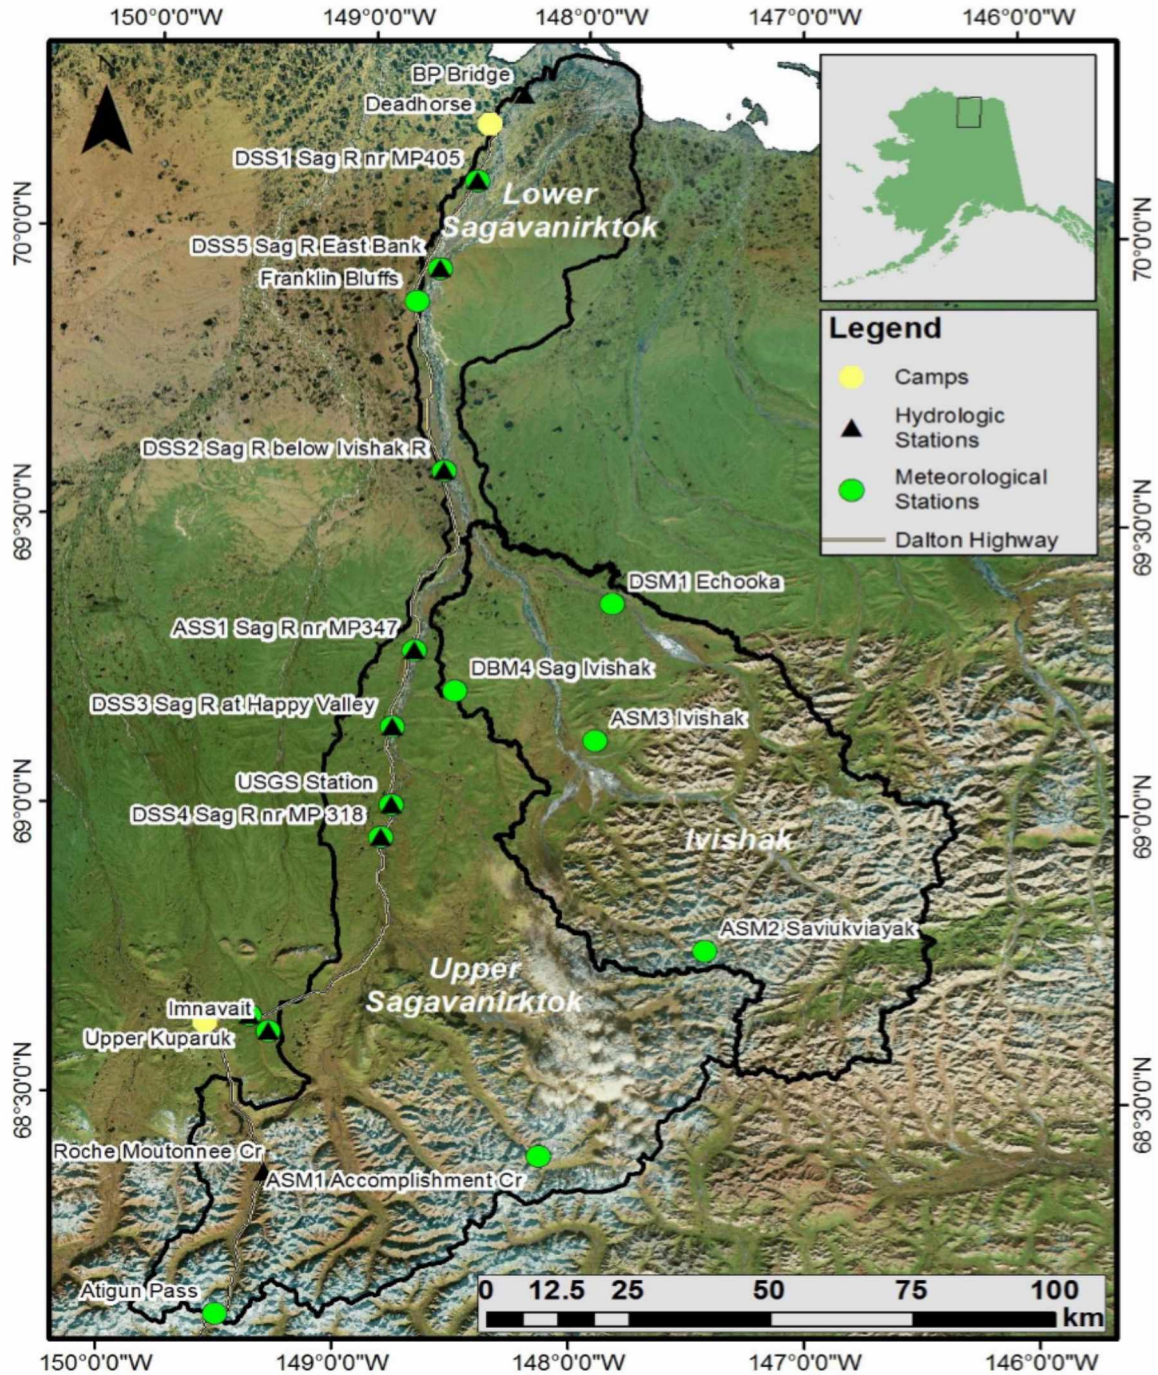 150°0'0"W 149°0'0"W 148°0'0"W 147°0'0"W 146°0'0"W
BP Bridge
Deadhorse
DSS1 Sag R nr MP405
Lower
Sagavanirktok
70°0'0"N
70°0'0"N
DSS5 Sag R East Bank
Franklin Bluffs
Legend
Camps
Hydrologic
Stations
Meteorological
Stations
Dalton Highway
DSS2 Sag R below Ivishak R
69°30'0"N
69°30'0"N
DSM1 Echooka
ASS1 Sag R nr MP347
DBM4 Sag Ivishak
DSS3 Sag R at Happy Valley
ASM3 Ivishak
USGS Station
69°0'0"N
69°0'0"N
DSS4 Sag R nr MP 318
Ivishak
ASM2 Saviukviayak
Upper
Sagavanirktok
Imnavait
Upper Kuparuk
68°30'0"N
68°30'0"N
Roche Moutonnee Cr
ASM1 Accomplishment Cr
Atigun Pass
0 12.5 25 50 75 100
km
150°0'0"W 149°0'0"W 148°0'0"W 147°0'0"W 146°0'0"W